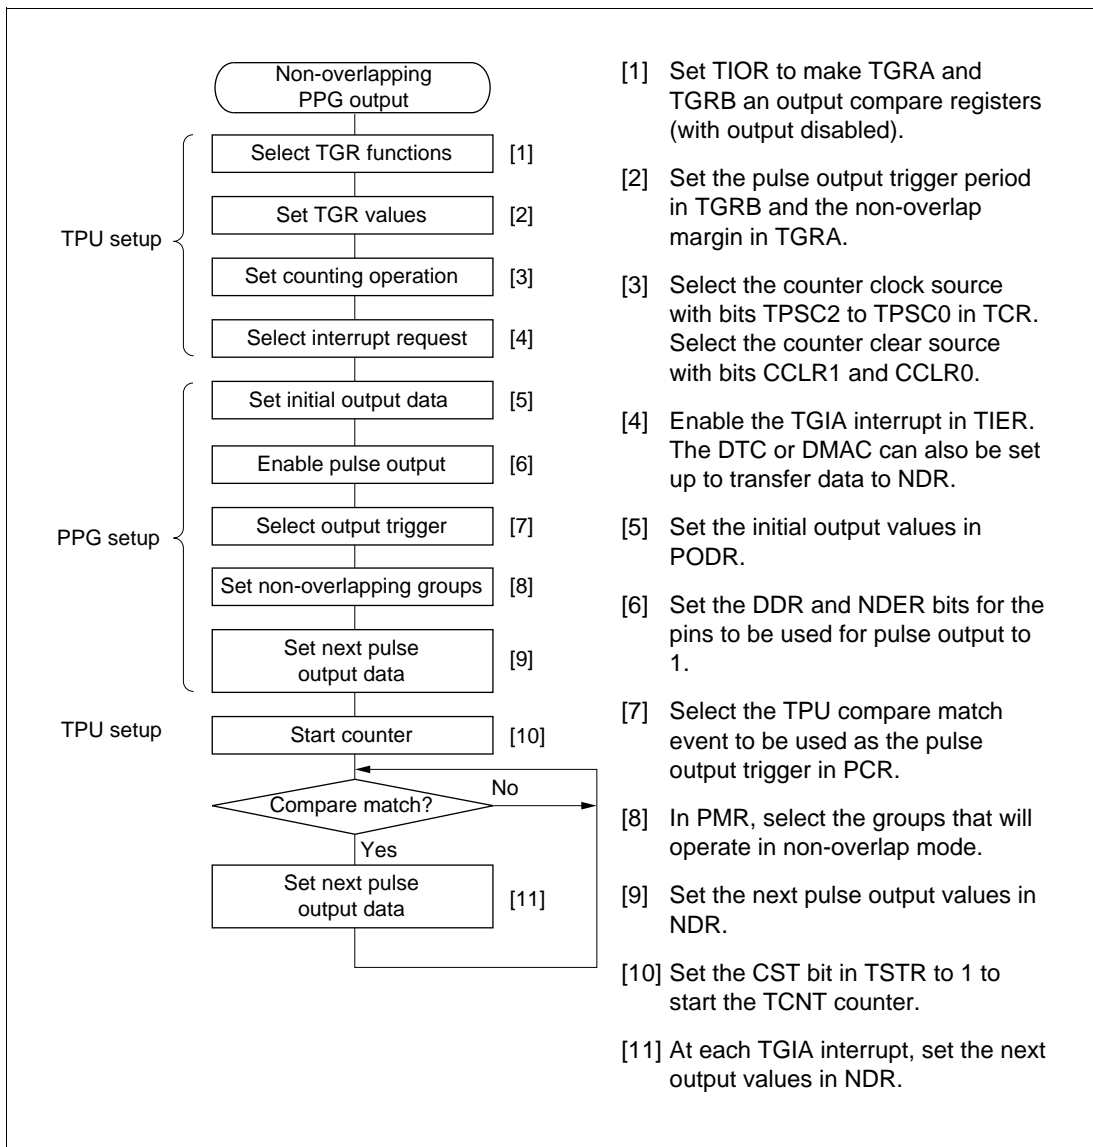 Non-overlapping
PPG output
Select TGR functions [1]
Set TGR values [2]
TPU setup
Set counting operation [3]
Select interrupt request [4]
Set initial output data [5]
Enable pulse output [6]
Select output trigger [7]
PPG setup
Set non-overlapping groups [8]
Set next pulse
output data
[9]
TPU setup
Start counter [10]
Compare match?
No
Yes
Set next pulse
output data
[11]
[1] Set TIOR to make TGRA and
TGRB an output compare registers
(with output disabled).
[2] Set the pulse output trigger period
in TGRB and the non-overlap
margin in TGRA.
[3] Select the counter clock source
with bits TPSC2 to TPSC0 in TCR.
Select the counter clear source
with bits CCLR1 and CCLR0.
[4] Enable the TGIA interrupt in TIER.
The DTC or DMAC can also be set
up to transfer data to NDR.
[5] Set the initial output values in
PODR.
[6] Set the DDR and NDER bits for the
pins to be used for pulse output to
1.
[7] Select the TPU compare match
event to be used as the pulse
output trigger in PCR.
[8] In PMR, select the groups that will
operate in non-overlap mode.
[9] Set the next pulse output values in
NDR.
[10] Set the CST bit in TSTR to 1 to
start the TCNT counter.
[11] At each TGIA interrupt, set the next
output values in NDR.